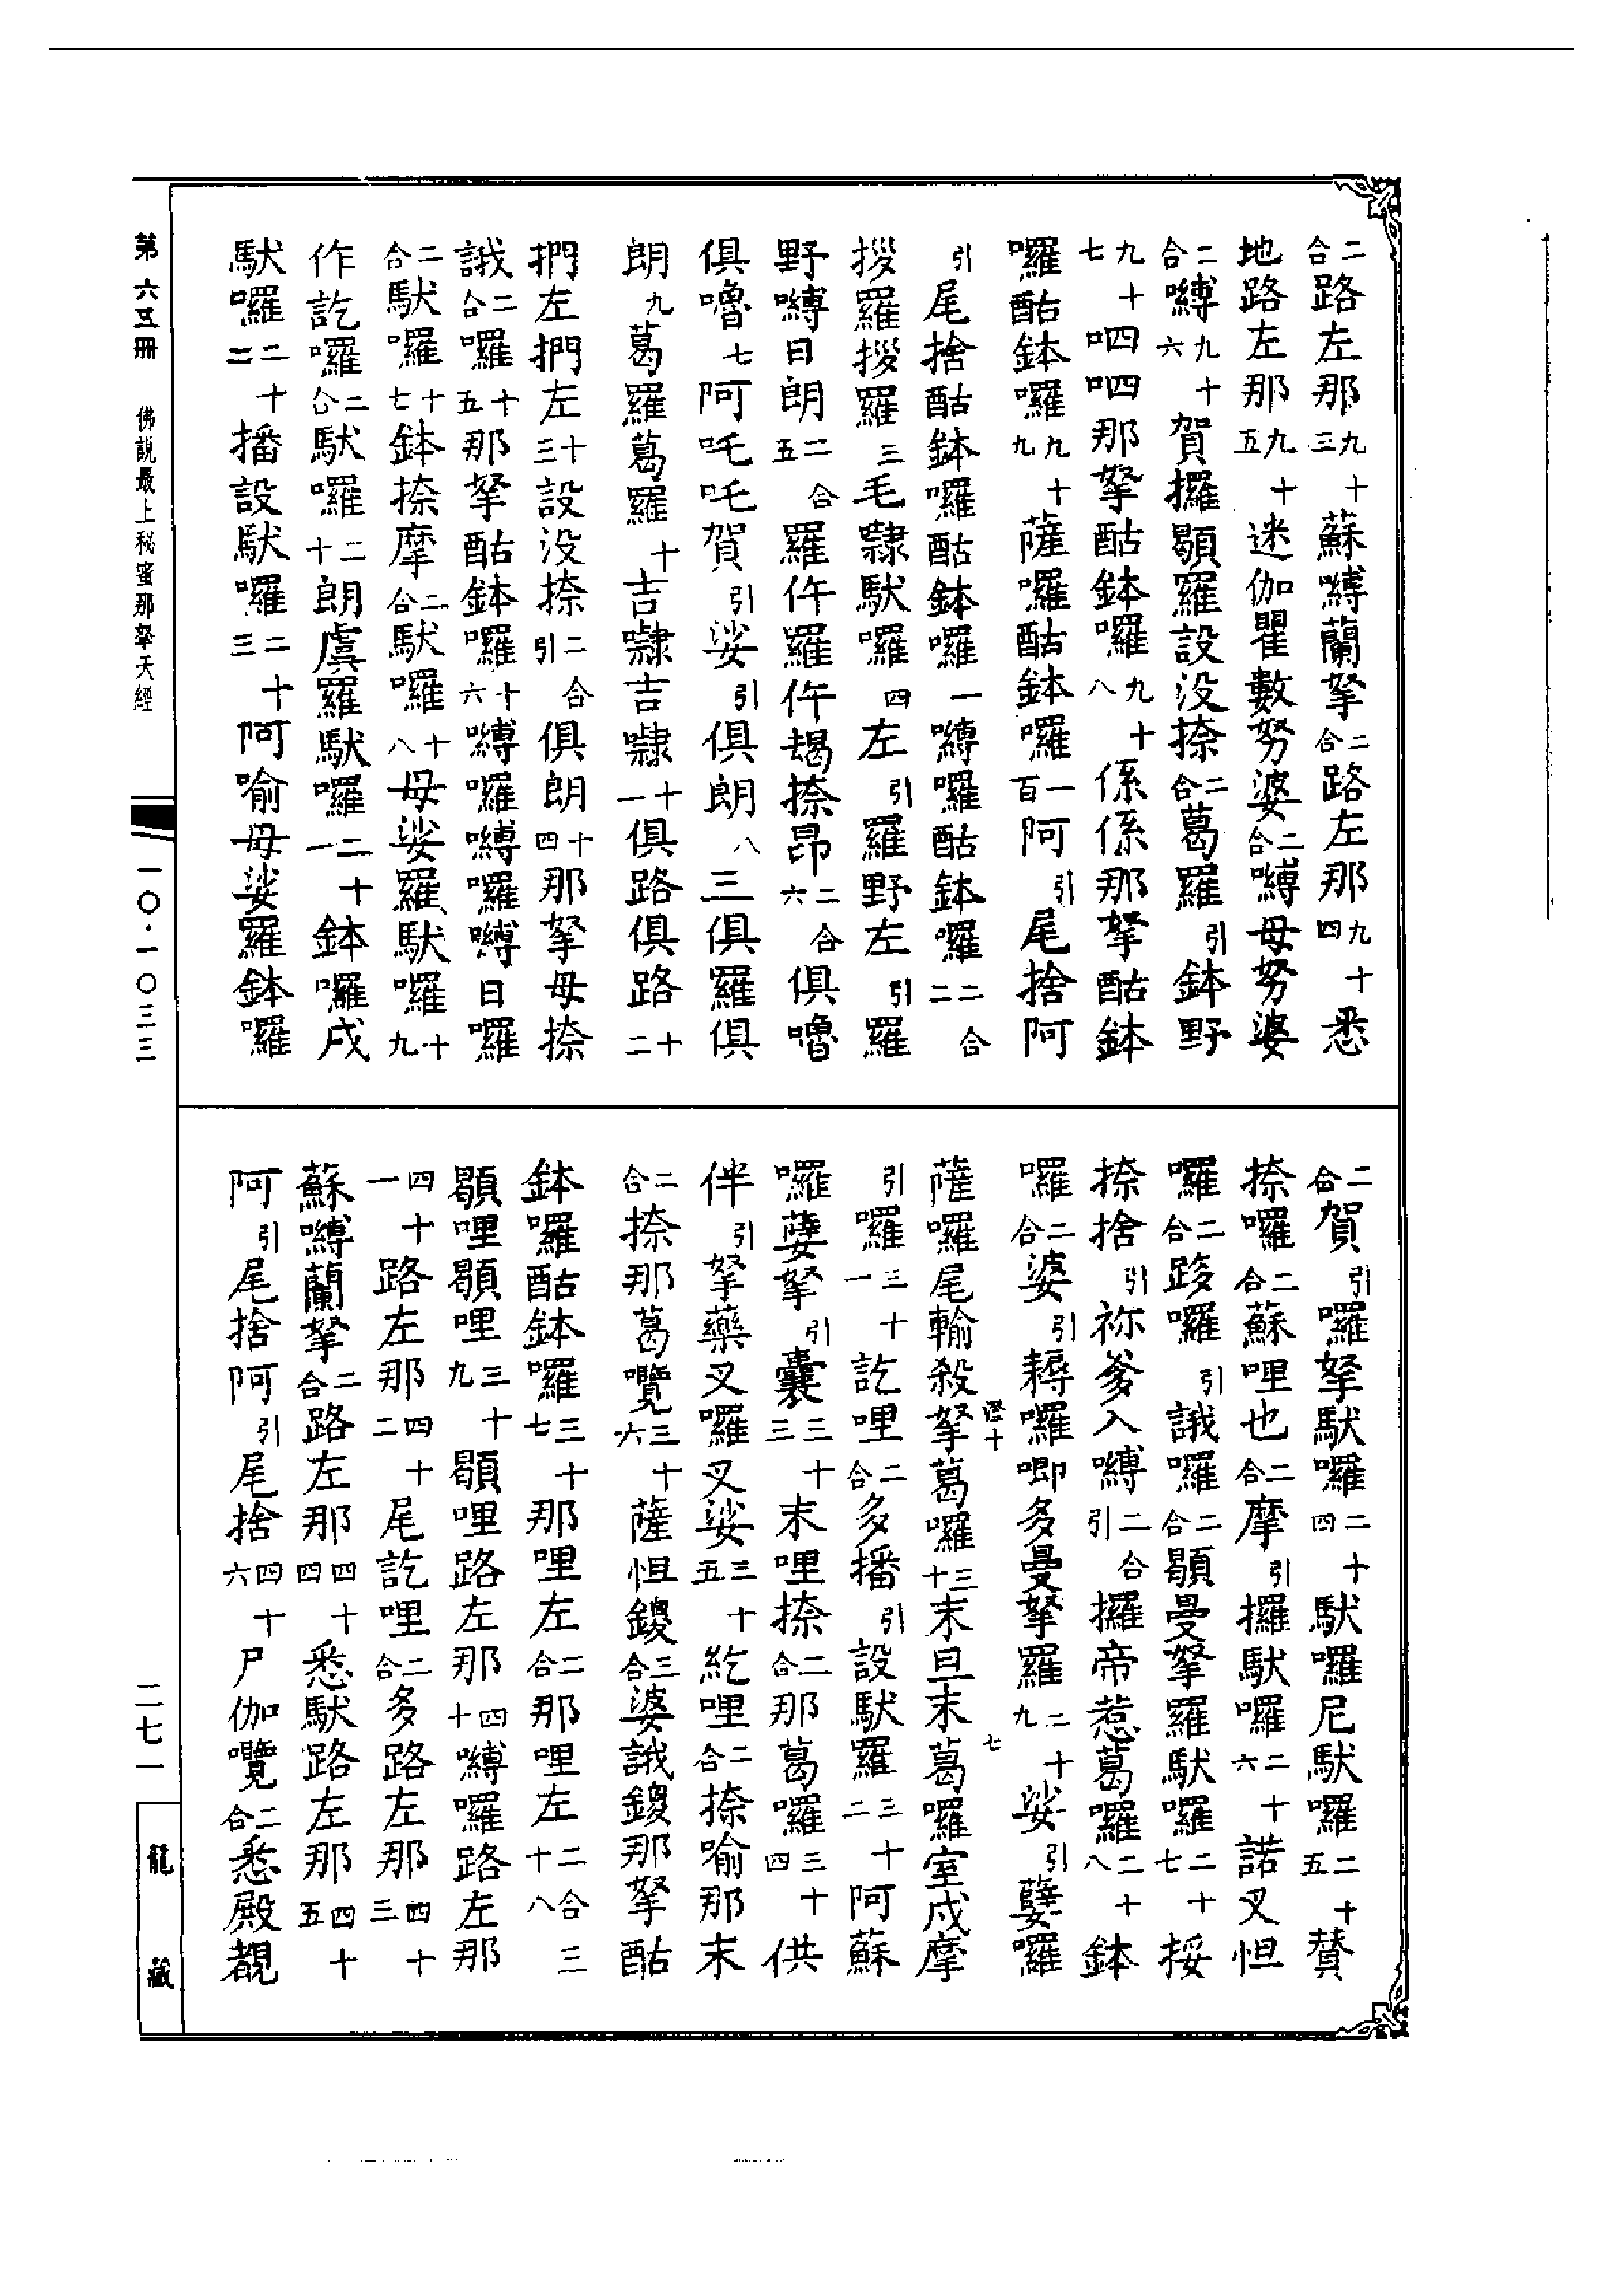 二合路左那九十三蘇嚩蘭拏二合路左那九十四悉
地路左那九十五迷伽瞿數努婆二合嚩母努婆
二合嚩九十六賀攞羅設没捺二合葛羅引鉢野
九十七呬呬那拏酤鉢囉九十八係係那拏酤鉢
囉酤鉢囉九十九薩囉酤鉢囉一百阿引尾捨阿
引尾捨酤鉢囉酤鉢囉一嚩囉酤鉢囉二二合
拶羅拶羅三毛隸馱囉四左引羅野左引羅
野嚩日朗二合五羅仵羅仵朅捺昂二合六俱嚕
俱嚕七阿吒吒賀引娑引俱朗八三俱羅俱
朗九葛羅葛羅十吉隸吉隸十一俱路俱路十二
捫左捫左十三設没捺二合引俱朗十四那拏母捺
誐二合囉十五那拏酤鉢囉十六嚩囉嚩囉嚩日囉
二合馱囉十七鉢捺摩二合馱囉十八母娑羅馱囉十九
作訖囉二合馱囉二十朗虞羅馱囉二十一鉢囉戍
馱囉二十二播設馱囉二十三阿喻母娑羅鉢囉
二合賀引囉拏馱囉二十四馱囉尼馱囉二十五贊
捺囉二合蘇哩也二合摩引攞馱囉二十六諾叉怛
囉二合跢囉引誐囉二合曼拏羅馱囉二十七挼
捺捨引祢爹入嚩二合引攞帝惹葛囉二十八鉢
囉二合婆引耨囉唧多曼拏羅二十九娑引孽囉
薩囉尾輸殺拏葛囉三十末旦末葛囉室戍摩
引囉三十一訖哩二合多播引設馱羅三十二阿蘇
囉孽拏引囊三十三末哩捺二合那葛囉三十四供
伴引拏藥叉囉叉娑三十五紇哩二合捺喻那末
二合捺那葛覽三十六薩怛鑁三合婆誐鑁那拏酤
鉢囉酤鉢囉三十七那哩左二合那哩左二合三十八
哩哩三十九哩路左那四十嚩囉路左那
四十一路左那四十二尾訖哩二合多路左那四十三
蘇嚩蘭拏二合路左那四十四悉馱路左那四十五
阿引尾捨阿引尾捨四十六尸伽覽二合悉殿覩
第六五冊 佛說最上秘蜜那拏天經
一〇·一〇三三
二七一
龍藏